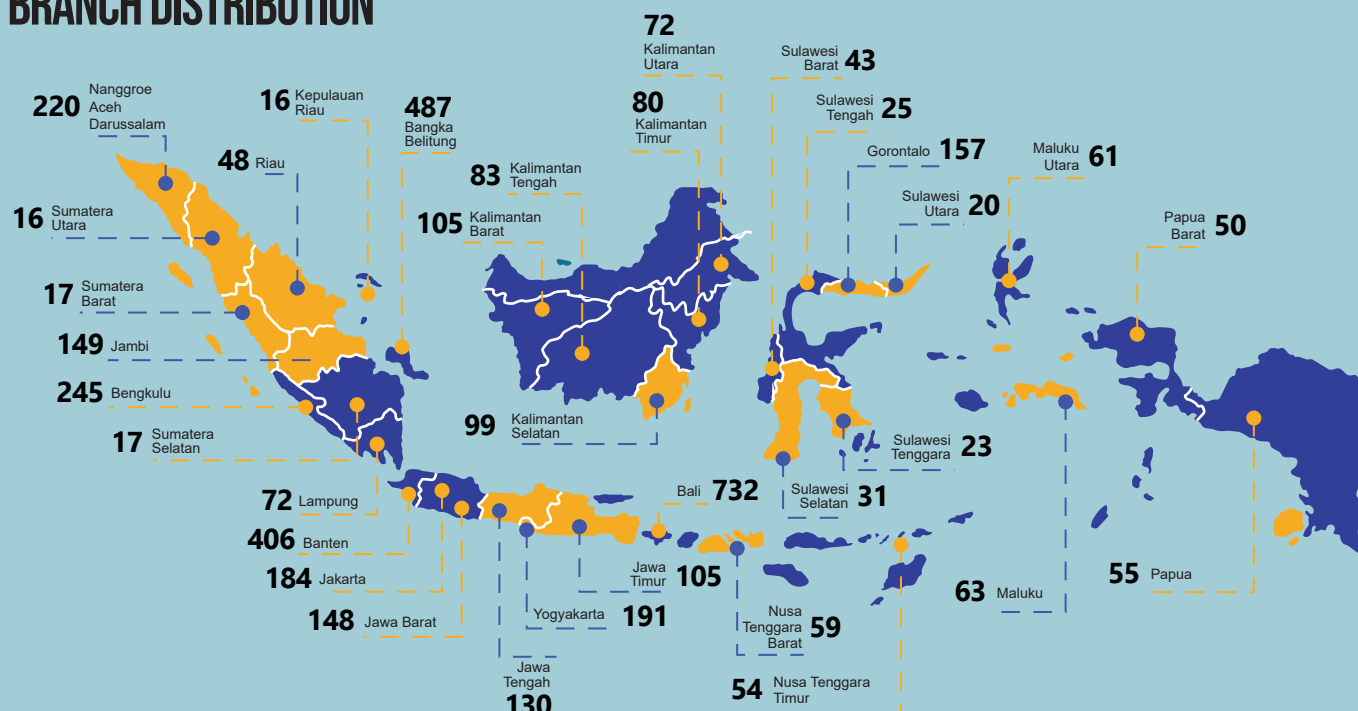 BRANCH DISTRIBUTION
72
Kalimantan
Utara
Sulawesi
Barat 43
220 Nanggroe
Aceh
Darussalam
16 Kepulauan
Riau
487
Bangka
Belitung
80
Kalimantan
Timur
Sulawesi
Tengah 25
48 Riau
83 Kalimantan
Tengah
Gorontalo 157
Maluku
Utara 61
16 Sumatera
Utara
105 Kalimantan
Barat
Sulawesi
Utara 20
Papua
Barat 50
17 Sumatera
Barat
149 Jambi
245 Bengkulu
17 Sumatera
Selatan
99 Kalimantan
Selatan
Sulawesi
Tenggara 23
72 Lampung
Bali 732
Sulawesi
Selatan 31
406 Banten
184 Jakarta
Jawa
Timur 105
55 Papua
63 Maluku
148 Jawa Barat
Yogyakarta 191
Nusa
Tenggara
Barat 59
Jawa
Tengah
130
54 Nusa Tenggara
Timur